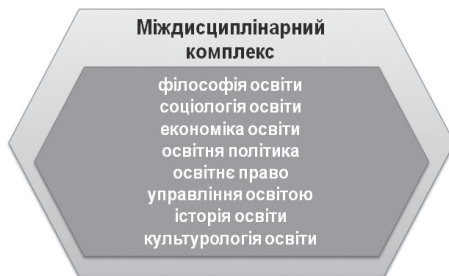 Міждисциплінарний
комплекс
філософія освіти
соціологія освіти
економіка освіти
освітня політика
освітнє право
управління освітою
історія освіти
культурологія освіти